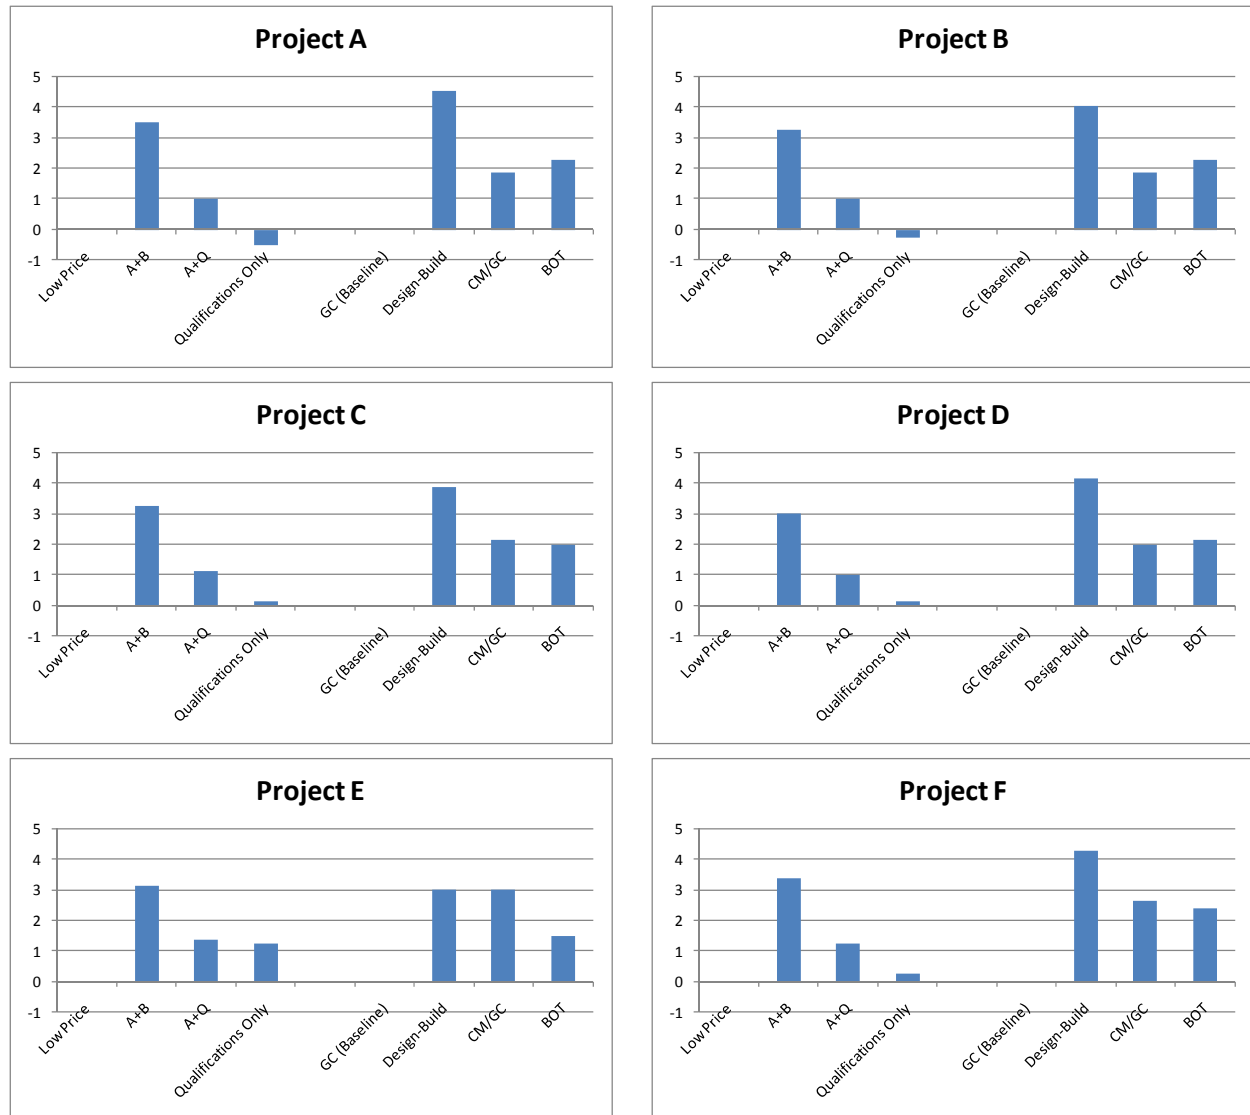 Project A
5
4
3
2
1
0
-1
Low Price
A+B
A+Q
Qualifications Only
GC (Baseline)
Design-Build
CM/GC
BOT
Project B
5
4
3
2
1
0
-1
Low Price
A+B
A+Q
Qualifications Only
GC (Baseline)
Design-Build
CM/GC
BOT
Project C
5
4
3
2
1
0
-1
Low Price
A+B
A+Q
Qualifications Only
GC (Baseline)
Design-Build
CM/GC
BOT
Project D
5
4
3
2
1
0
-1
Low Price
A+B
A+Q
Qualifications Only
GC (Baseline)
Design-Build
CM/GC
BOT
Project E
5
4
3
2
1
0
-1
Low Price
A+B
A+Q
Qualifications Only
GC (Baseline)
Design-Build
CM/GC
BOT
Project F
5
4
3
2
1
0
-1
Low Price
A+B
A+Q
Qualifications Only
GC (Baseline)
Design-Build
CM/GC
BOT